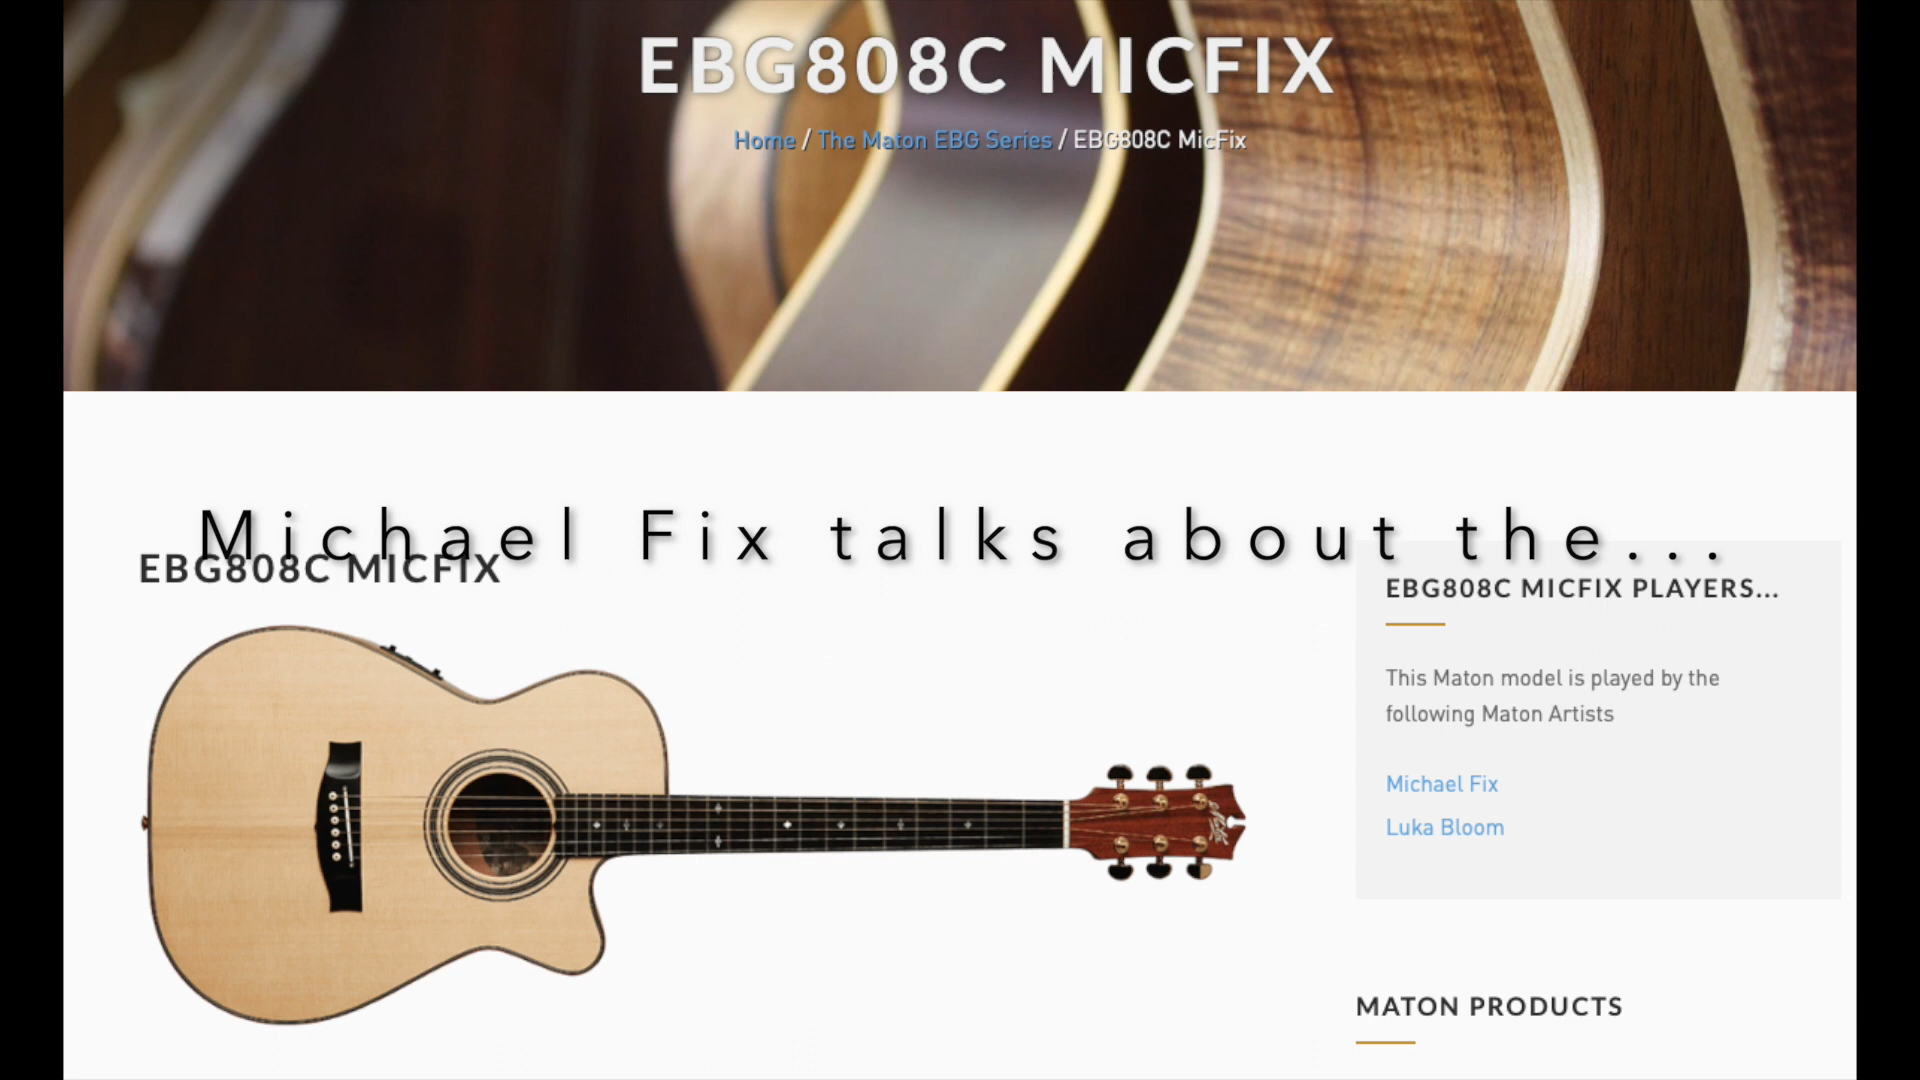 EBG808C MICFIX
Home / The Maton EBG Series / EBG808C MicFix
Michael Fix talks about the...
EBG808C MICFIX
EBG808C MICFIX PLAYERS...
This Maton model is played by the
following Maton Artists
Michael Fix
Luka Bloom
Maton
MATON PRODUCTS